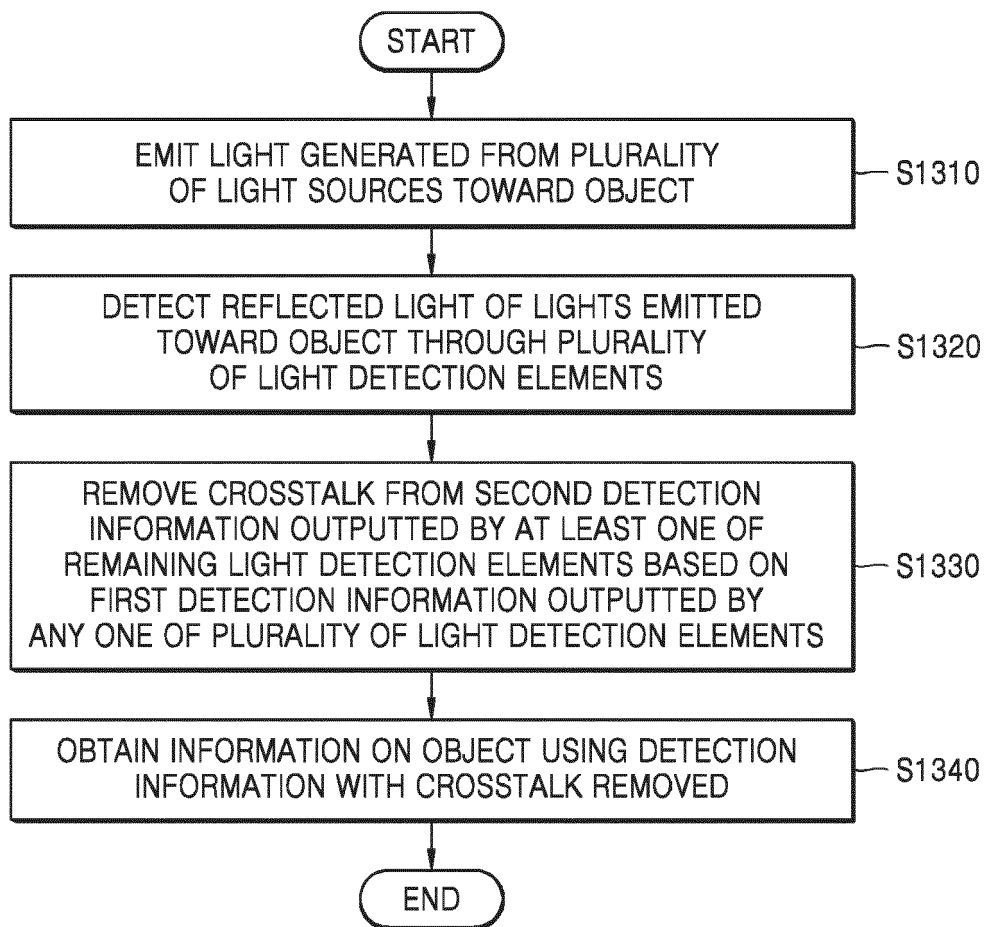 START
EMIT LIGHT GENERATED FROM PLURALITY
OF LIGHT SOURCES TOWARD OBJECT
S1310
DETECT REFLECTED LIGHT OF LIGHTS EMITTED
TOWARD OBJECT THROUGH PLURALITY
OF LIGHT DETECTION ELEMENTS
S1320
REMOVE CROSSTALK FROM SECOND DETECTION
INFORMATION OUTPUTTED BY AT LEAST ONE OF
REMAINING LIGHT DETECTION ELEMENTS BASED ON
FIRST DETECTION INFORMATION OUTPUTTED BY
ANY ONE OF PLURALITY OF LIGHT DETECTION ELEMENTS
S1330
OBTAIN INFORMATION ON OBJECT USING DETECTION
INFORMATION WITH CROSSTALK REMOVED
S1340
END